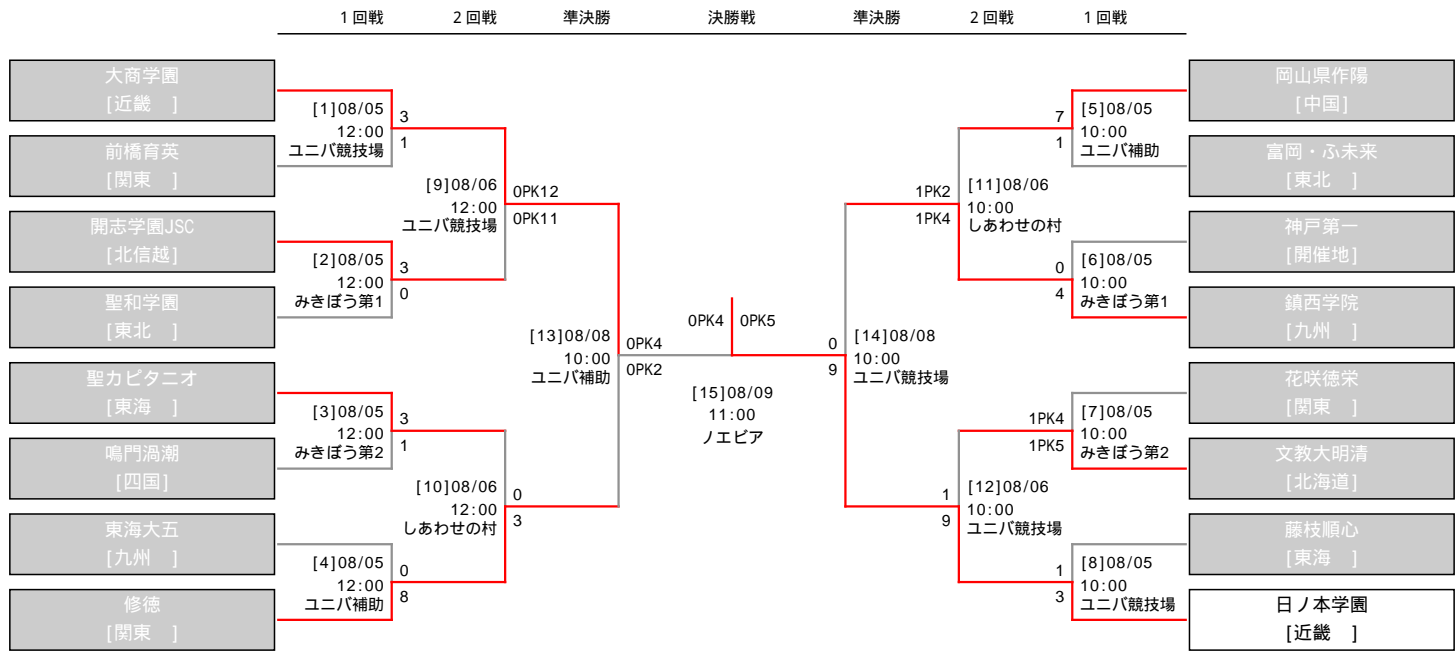 1回戦 2回戦 準決勝 決勝戦 準決勝 2回戦 1回戦
大商学園
[近畿 ]
[1]08/05 3
12:00 1
ユニバ競技場
前橋育英
[関東 ]
[9]08/06 0PK12
12:00 0PK11
ユニバ競技場
開志学園JSC
[北信越]
[2]08/05 3
12:00 0
みきぼう第1
聖和学園
[東北 ]
[13]08/08 0PK4
10:00 0PK2
ユニバ補助
聖カピタニオ
[東海 ]
[3]08/05 3
12:00 1
みきぼう第2
鳴門渦潮
[四国]
[10]08/06 0
12:00 3
しあわせの村
東海大五
[九州 ]
[4]08/05 0
12:00 8
ユニバ補助
修徳
[関東 ]
0PK4 0PK5
[15]08/09
11:00
ノエビア
岡山県作陽
[中国]
7 [5]08/05
1 10:00
ユニバ補助
富岡・ふ未来
[東北 ]
1PK2 [11]08/06
1PK4 10:00
しあわせの村
神戸第一
[開催地]
0 [6]08/05
4 10:00
みきぼう第1
鎮西学院
[九州 ]
0 [14]08/08
9 10:00
ユニバ競技場
花咲徳栄
[関東 ]
1PK4 [7]08/05
1PK5 10:00
みきぼう第2
文教大明清
[北海道]
1 [12]08/06
9 10:00
ユニバ競技場
藤枝順心
[東海 ]
1 [8]08/05
3 10:00
ユニバ競技場
日ノ本学園
[近畿 ]